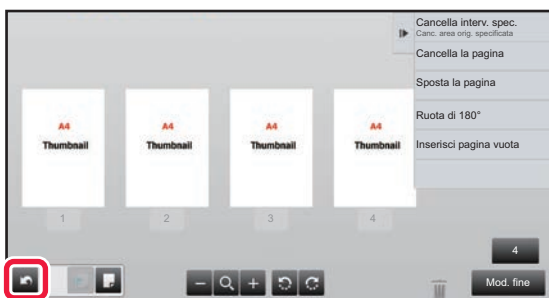 Cancella interv. spec.
Canc. area orig. specificata
Cancella la pagina
Sposta la pagina
Ruota di 180°
Inserisci pagina vuota
A4 A4 A4 A4
Thumbnail Thumbnail Thumbnail Thumbnail
1 2 3 4
4
Mod. fine